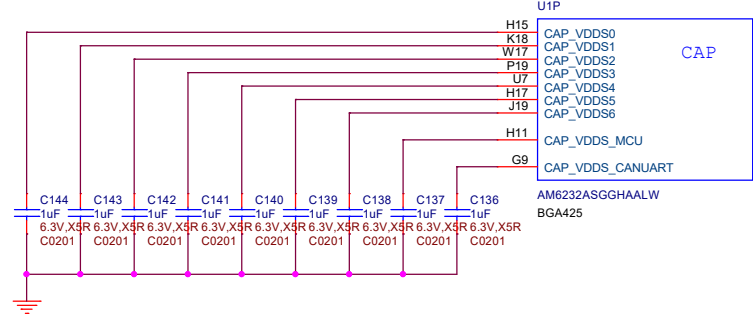 U1P
H15 CAP_VDDS0
K18 CAP_VDDS1
W17 CAP_VDDS2
P19 CAP_VDDS3
U7 CAP_VDDS4
H17 CAP_VDDS5
J19 CAP_VDDS6
H11 CAP_VDDS_MCU
G9 CAP_VDDS_CANUART
CAP
AM6232ASGGHAALW
BGA425
C144 C143 C142 C141 C140 C139 C138 C137 C136
1uF 1uF 1uF 1uF 1uF 1uF 1uF 1uF 1uF
6.3V,X5R 6.3V,X5R 6.3V,X5R 6.3V,X5R 6.3V,X5R 6.3V,X5R 6.3V,X5R 6.3V,X5R 6.3V,X5R
C0201 C0201 C0201 C0201 C0201 C0201 C0201 C0201 C0201